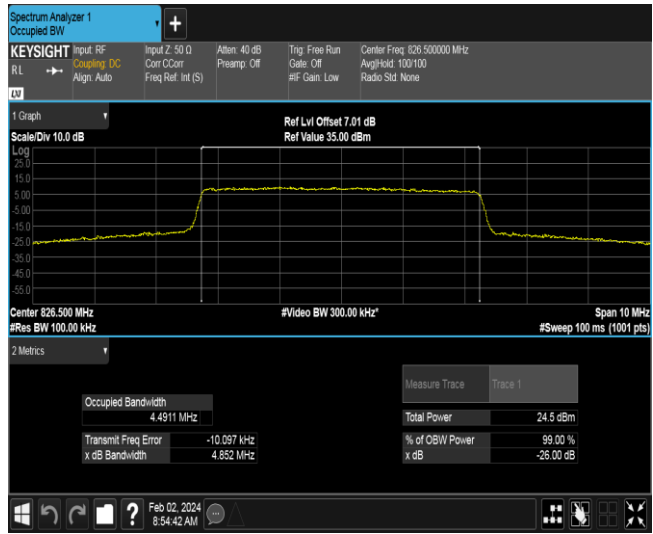 Spectrum Analyzer 1
Occupied BW
+
KEYSIGHT Input: RF Input Z: 50 Ω Atten: 40 dB Trig: Free Run Center Freq: 826.500000 MHz
RL Coupling: DC Corr CCorr Preamp: Off Gate: Off Avg|Hold: 100/100
Align: Auto Freq Ref: Int (S) #IF Gain: Low Radio Std: None
LXI
1 Graph
Ref Lvl Offset 7.01 dB
Scale/Div 10.0 dB Ref Value 35.00 dBm
Log
25.0
15.0
5.00
-5.00
-15.0
-25.0
-35.0
-45.0
-55.0
Center 826.500 MHz #Video BW 300.00 kHz* Span 10 MHz
#Res BW 100.00 kHz #Sweep 100 ms (1001 pts)
2 Metrics
Measure Trace Trace 1
Occupied Bandwidth
4.4911 MHz Total Power 24.5 dBm
Transmit Freq Error -10.097 kHz % of OBW Power 99.00 %
x dB Bandwidth 4.852 MHz x dB -26.00 dB
? Feb 02, 2024
8:54:42 AM